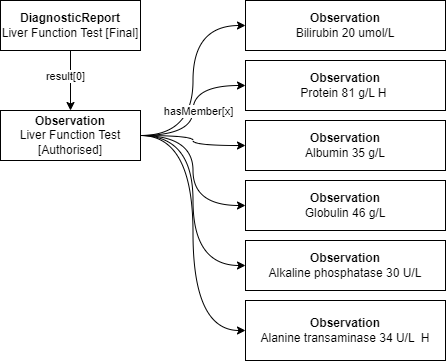 DiagnosticReport
Liver Function Test [Final]
result[0]
Observation
Liver Function Test
[Authorised]
hasMember[x]
Observation
Bilirubin 20 umol/L
Observation
Protein 81 g/L H
Observation
Albumin 35 g/L
Observation
Globulin 46 g/L
Observation
Alkaline phosphatase 30 U/L
Observation
Alanine transaminase 34 U/L  H